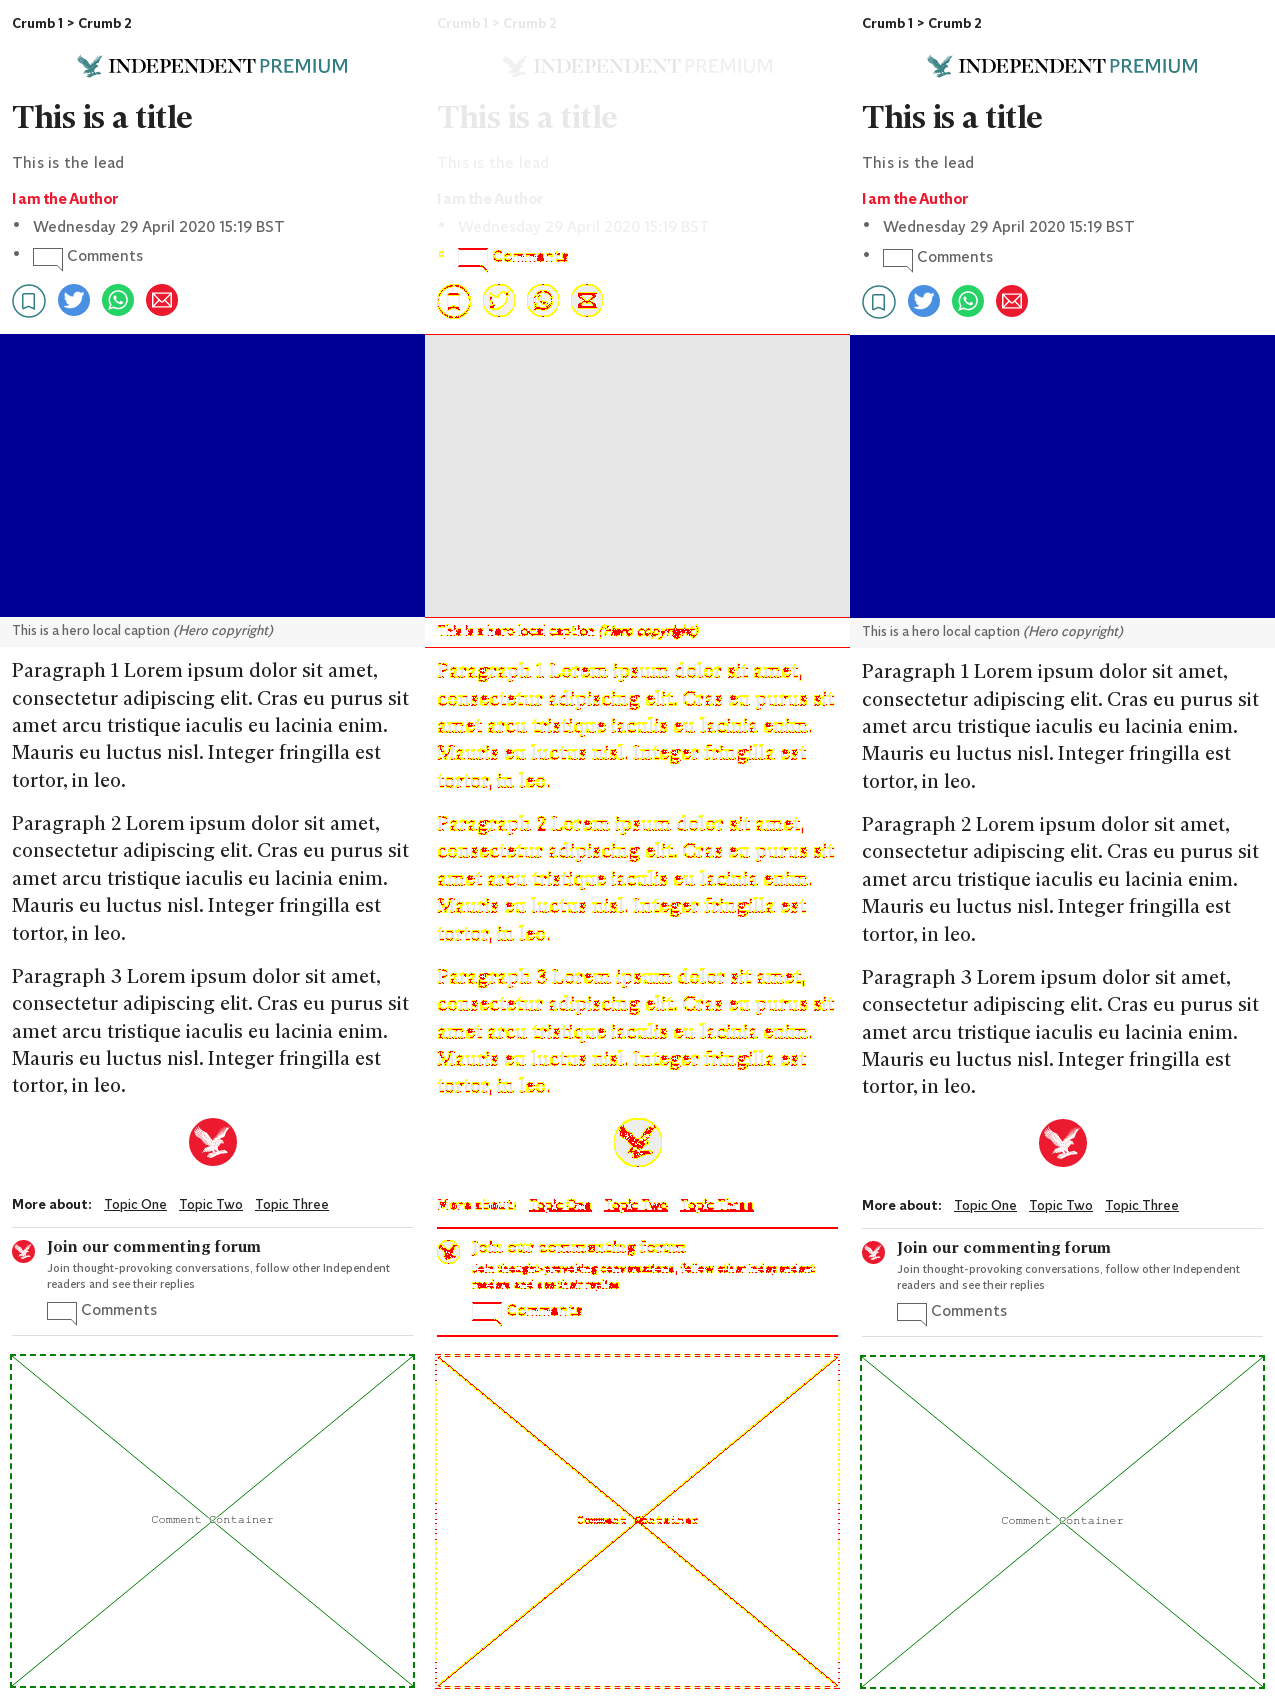 Crumb 1 > Crumb 2
INDEPENDENT PREMIUM
This is a title
This is the lead
I am the Author
• Wednesday 29 April 2020 15:19 BST
• Comments
This is a hero local caption (Hero copyright)
Paragraph 1 Lorem ipsum dolor sit amet,
consectetur adipiscing elit. Cras eu purus sit
amet arcu tristique iaculis eu lacinia enim.
Mauris eu luctus nisl. Integer fringilla est
tortor, in leo.
Paragraph 2 Lorem ipsum dolor sit amet,
consectetur adipiscing elit. Cras eu purus sit
amet arcu tristique iaculis eu lacinia enim.
Mauris eu luctus nisl. Integer fringilla est
tortor, in leo.
Paragraph 3 Lorem ipsum dolor sit amet,
consectetur adipiscing elit. Cras eu purus sit
amet arcu tristique iaculis eu lacinia enim.
Mauris eu luctus nisl. Integer fringilla est
tortor, in leo.
More about: Topic One Topic Two Topic Three
Join our commenting forum
Join thought-provoking conversations, follow other Independent
readers and see their replies
Comments
Comment Container
Crumb 1 > Crumb 2
INDEPENDENT PREMIUM
This is a title
This is the lead
I am the Author
• Wednesday 29 April 2020 15:19 BST
• Comments
This is a hero local caption (Hero copyright)
Paragraph 1 Lorem ipsum dolor sit amet,
consectetur adipiscing elit. Cras eu purus sit
amet arcu tristique iaculis eu lacinia enim.
Mauris eu luctus nisl. Integer fringilla est
tortor, in leo.
Paragraph 2 Lorem ipsum dolor sit amet,
consectetur adipiscing elit. Cras eu purus sit
amet arcu tristique iaculis eu lacinia enim.
Mauris eu luctus nisl. Integer fringilla est
tortor, in leo.
Paragraph 3 Lorem ipsum dolor sit amet,
consectetur adipiscing elit. Cras eu purus sit
amet arcu tristique iaculis eu lacinia enim.
Mauris eu luctus nisl. Integer fringilla est
tortor, in leo.
More about: Topic One Topic Two Topic Three
Join our commenting forum
Join thought-provoking conversations, follow other Independent
readers and see their replies
Comments
Comment Container
Crumb 1 > Crumb 2
INDEPENDENT PREMIUM
This is a title
This is the lead
I am the Author
• Wednesday 29 April 2020 15:19 BST
• Comments
This is a hero local caption (Hero copyright)
Paragraph 1 Lorem ipsum dolor sit amet,
consectetur adipiscing elit. Cras eu purus sit
amet arcu tristique iaculis eu lacinia enim.
Mauris eu luctus nisl. Integer fringilla est
tortor, in leo.
Paragraph 2 Lorem ipsum dolor sit amet,
consectetur adipiscing elit. Cras eu purus sit
amet arcu tristique iaculis eu lacinia enim.
Mauris eu luctus nisl. Integer fringilla est
tortor, in leo.
Paragraph 3 Lorem ipsum dolor sit amet,
consectetur adipiscing elit. Cras eu purus sit
amet arcu tristique iaculis eu lacinia enim.
Mauris eu luctus nisl. Integer fringilla est
tortor, in leo.
More about: Topic One Topic Two Topic Three
Join our commenting forum
Join thought-provoking conversations, follow other Independent
readers and see their replies
Comments
Comment Container